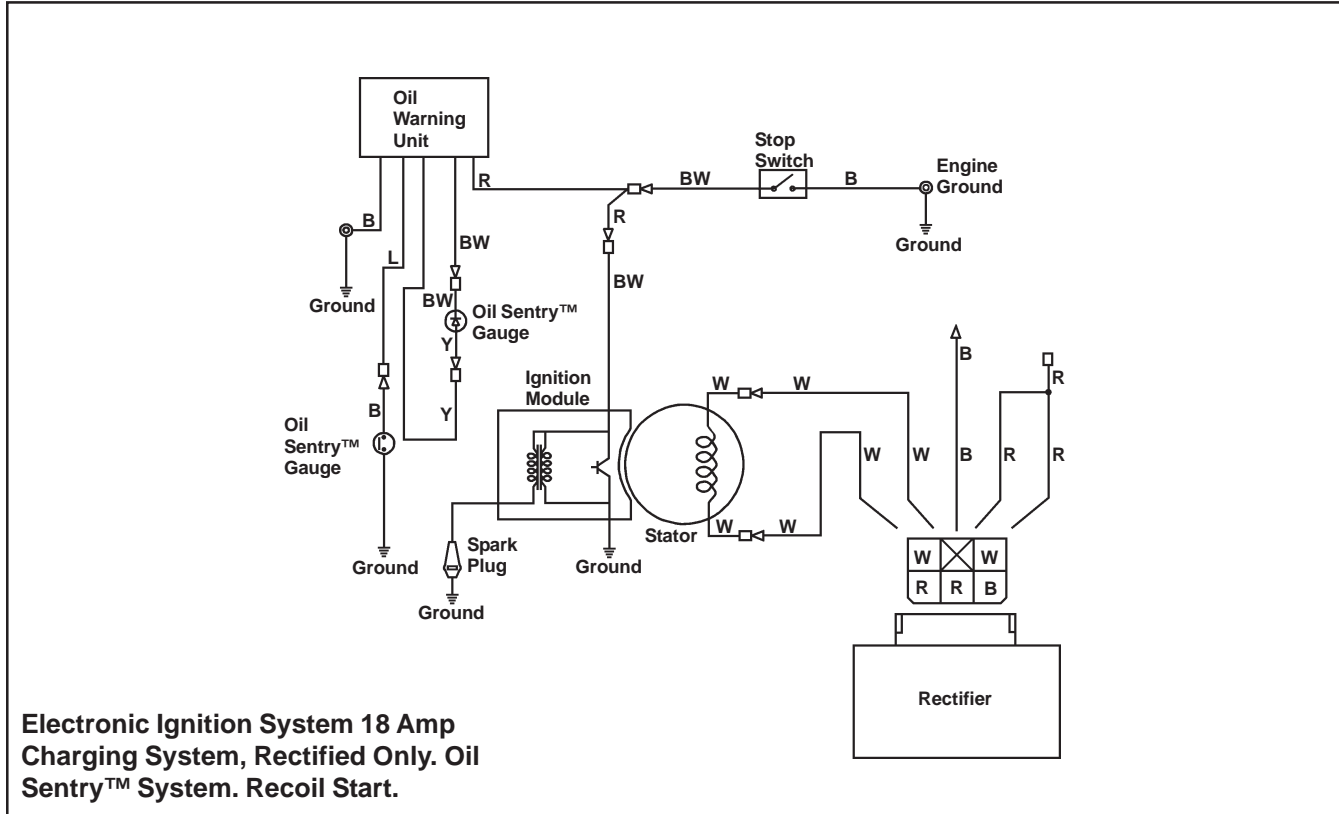 Oil
Warning
Unit
Stop
Switch
Engine
Ground
R
BW
B
Ground
B
R
L
BW
BW
Ground
BW
Oil Sentry™
Gauge
Y
B
Ignition
Module
W
W
B
R
Oil
Sentry™
Gauge
B
Y
W
W
B
R
R
Stator
W
W
Ground
Spark
Plug
Ground
Ground
W
W
R
R
B
Rectifier
Electronic Ignition System 18 Amp
Charging System, Rectified Only. Oil
Sentry™ System. Recoil Start.